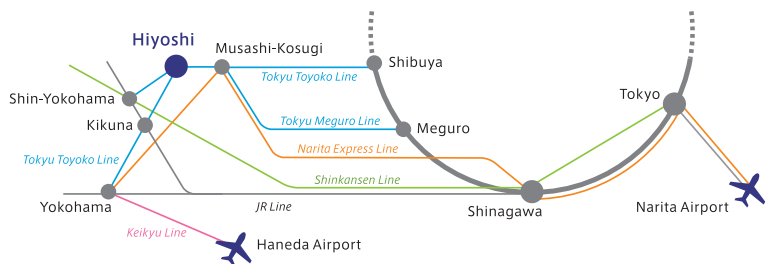 Hiyoshi
Musashi-Kosugi
Shibuya
Tokyu Toyoko Line
Shin-Yokohama
Tokyo
Kikuna
Tokyu Meguro Line
Meguro
Tokyu Toyoko Line
Narita Express Line
Shinkansen Line
Yokohama
JR Line
Shinagawa
Narita Airport
Keikyu Line
Haneda Airport